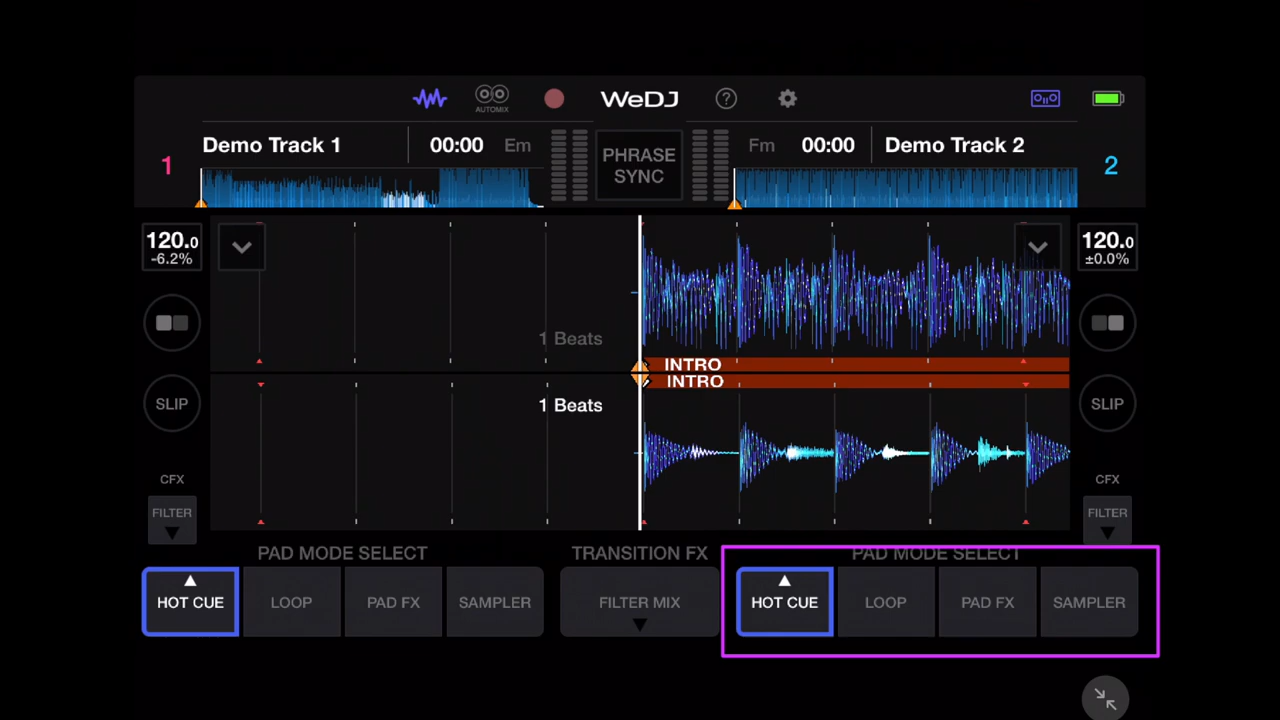 AUTOMIX
WeDJ
?
1
Demo Track 1
00:00
Em
PHRASE
SYNC
Fm
00:00
Demo Track 2
2
120.0
-6.2%
120.0
±0.0%
1 Beats
INTRO
INTRO
1 Beats
SLIP
SLIP
CFX
FILTER
CFX
FILTER
PAD MODE SELECT
TRANSITION FX
PAD MODE SELECT
HOT CUE
LOOP
PAD FX
SAMPLER
FILTER MIX
HOT CUE
LOOP
PAD FX
SAMPLER